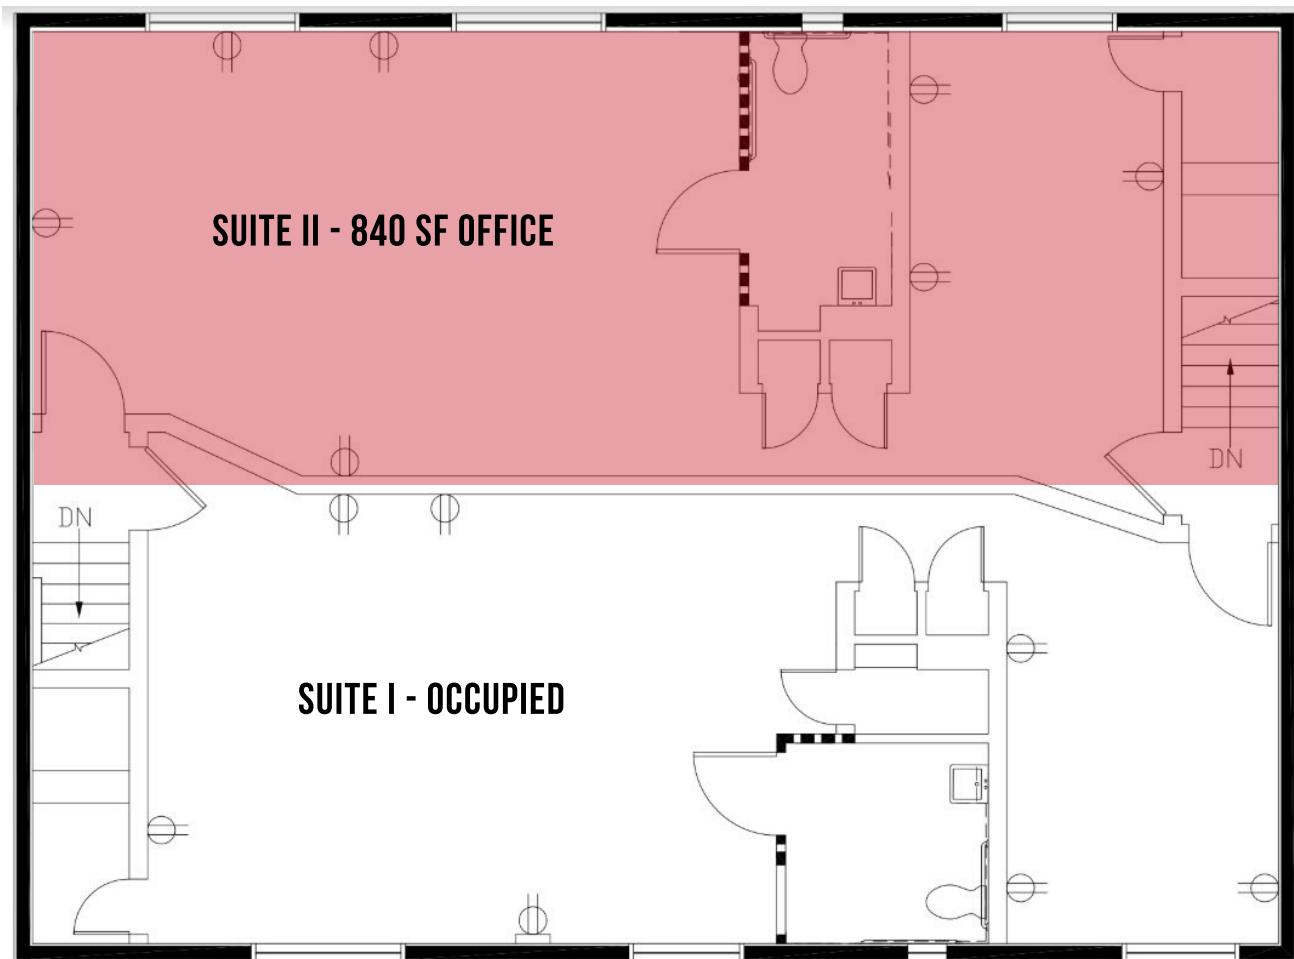 SUITE II - 840 SF OFFICE
DN
DN
SUITE I - OCCUPIED